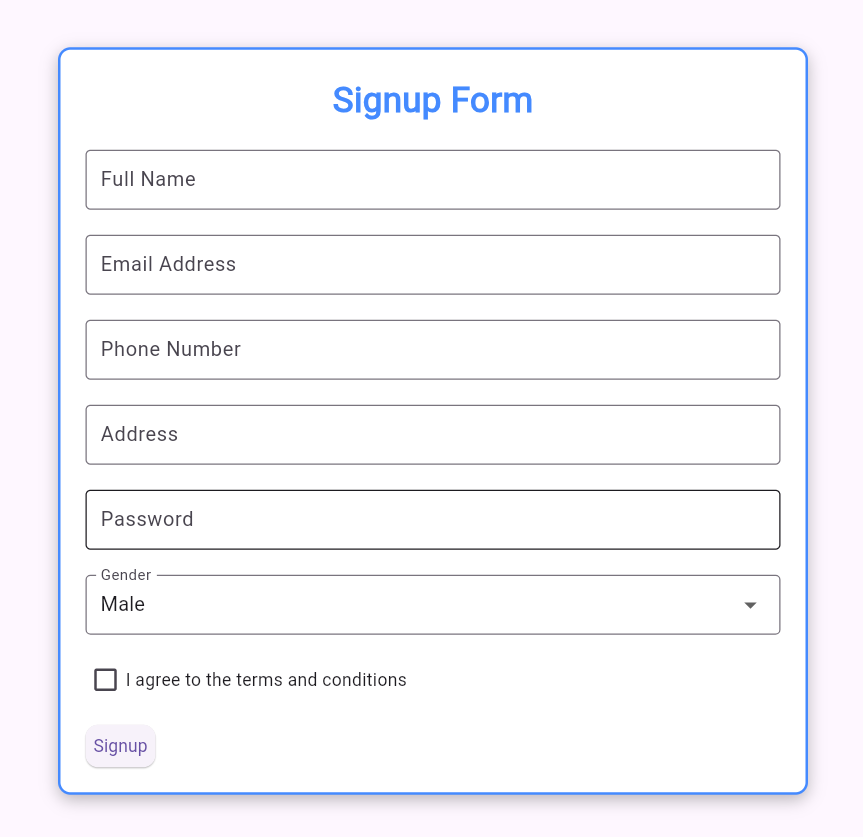 Signup Form
Full Name
Email Address
Phone Number
Address
Password
Gender
Male
I agree to the terms and conditions
Signup